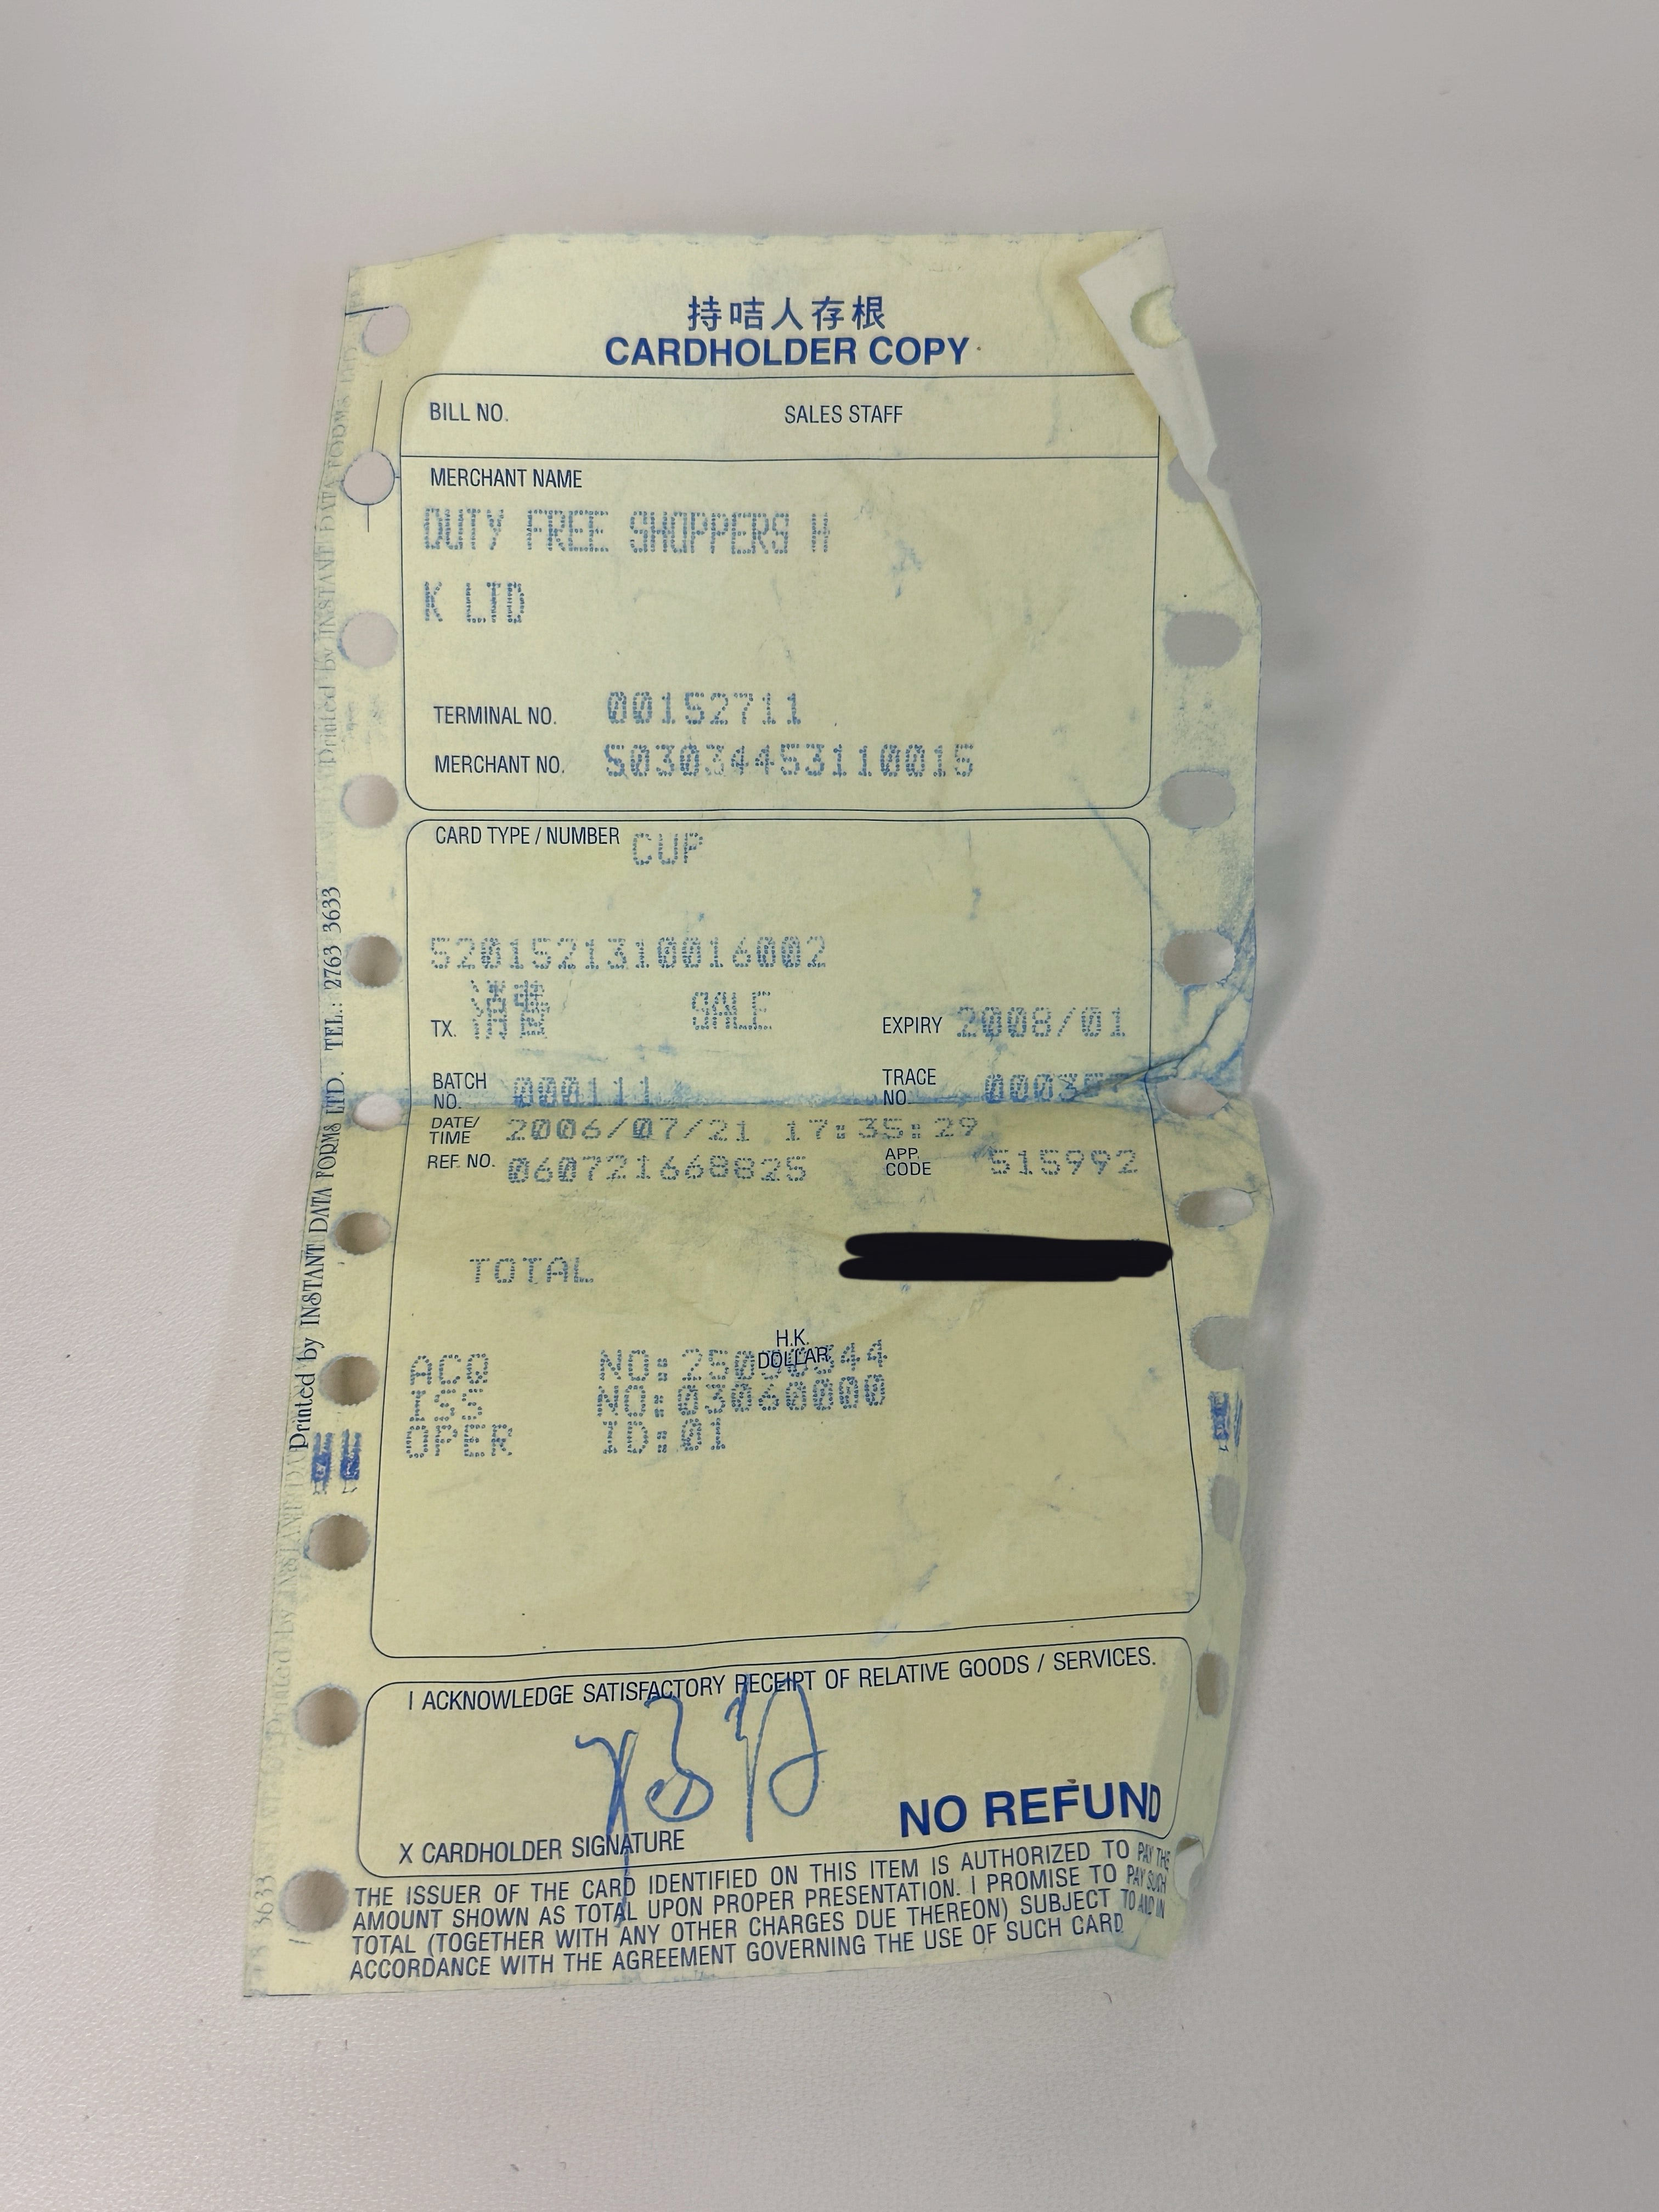 持咭人存根
CARDHOLDER COPY
BILL NO. SALES STAFF
MERCHANT NAME
DUTY FREE SHOPPERS H
K LTD
TERMINAL NO. 00152711
MERCHANT NO. S03034453110015
CARD TYPE / NUMBER CUP
5201521310016002
TX. 消費 SALE EXPIRY 2008/01
BATCH NO. 000111 TRACE NO.
DATE/TIME 2006/07/21 17:35:29
REF. NO. 060721668825 APP. CODE 515992
TOTAL
H.K. DOLLAR
ACQ NO:
ISS NO:03060000
OPER ID:01
I ACKNOWLEDGE SATISFACTORY RECEIPT OF RELATIVE GOODS / SERVICES.
NO REFUND
X CARDHOLDER SIGNATURE
THE ISSUER OF THE CARD IDENTIFIED ON THIS ITEM IS AUTHORIZED TO PAY THE
AMOUNT SHOWN AS TOTAL UPON PROPER PRESENTATION. I PROMISE TO PAY SUCH
TOTAL (TOGETHER WITH ANY OTHER CHARGES DUE THEREON) SUBJECT TO AND IN
ACCORDANCE WITH THE AGREEMENT GOVERNING THE USE OF SUCH CARD
Printed by INSTANT DATA FORMS LTD. TEL.: 2763 3633